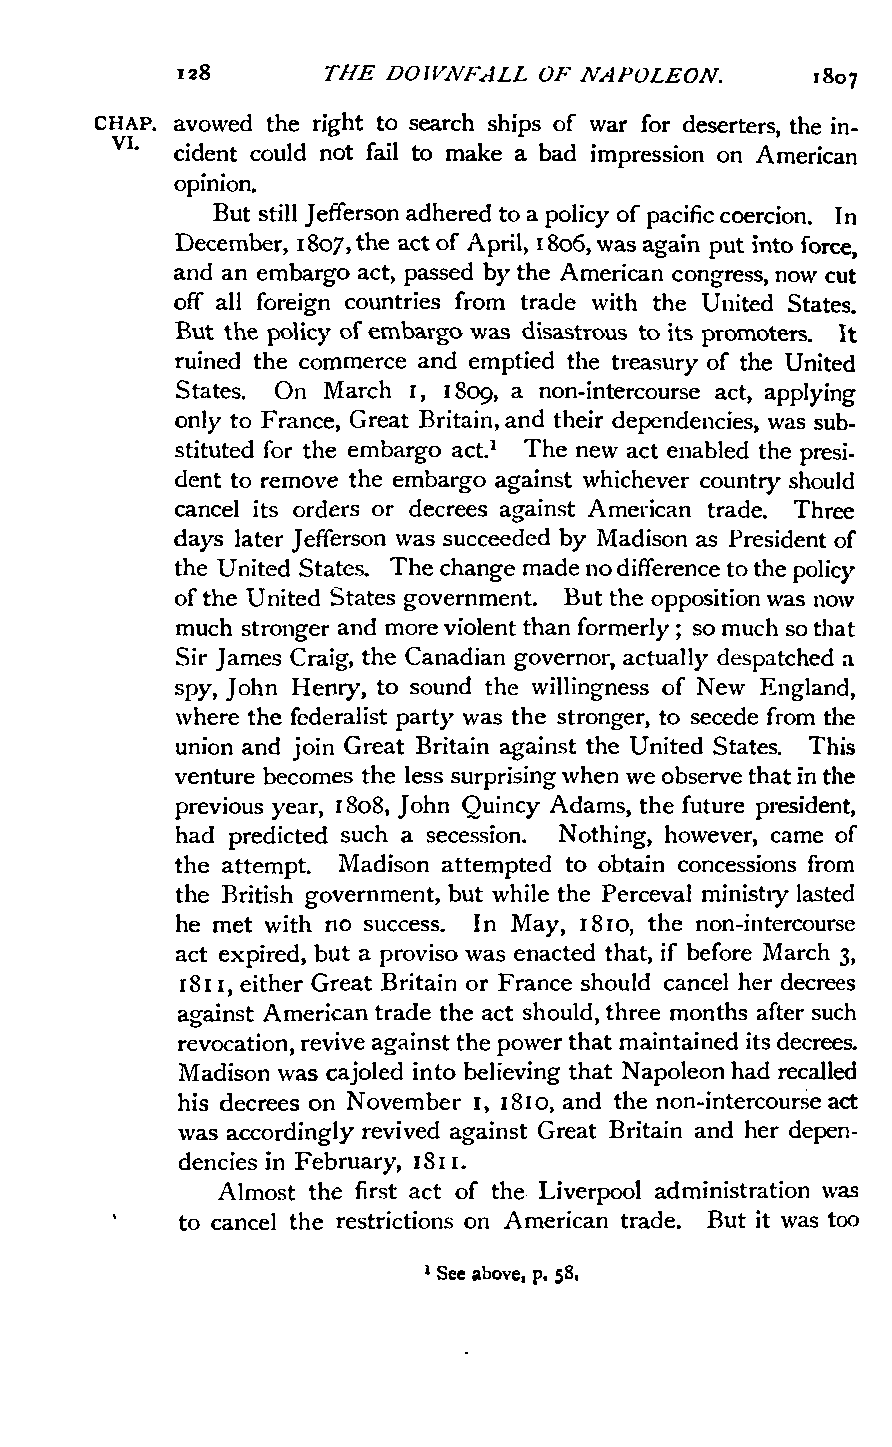 128 THE DOWNFALL OF NAPOLEON. 1807
CHAP. avowed the right to search ships of war for deserters, the in-
VI. cident could not fail to make a bad impression on American
opinion.
But still Jefferson adhered to a policy of pacific coercion. In
December, 1807, the act of April, 1806, was again put into force,
and an embargo act, passed by the American congress, now cut
off all foreign countries from trade with the United States.
But the policy of embargo was disastrous to its promoters. It
ruined the commerce and emptied the treasury of the United
States. On March 1, 1809, a non-intercourse act, applying
only to France, Great Britain, and their dependencies, was sub-
stituted for the embargo act.¹ The new act enabled the presi-
dent to remove the embargo against whichever country should
cancel its orders or decrees against American trade. Three
days later Jefferson was succeeded by Madison as President of
the United States. The change made no difference to the policy
of the United States government. But the opposition was now
much stronger and more violent than formerly ; so much so that
Sir James Craig, the Canadian governor, actually despatched a
spy, John Henry, to sound the willingness of New England,
where the federalist party was the stronger, to secede from the
union and join Great Britain against the United States. This
venture becomes the less surprising when we observe that in the
previous year, 1808, John Quincy Adams, the future president,
had predicted such a secession. Nothing, however, came of
the attempt. Madison attempted to obtain concessions from
the British government, but while the Perceval ministry lasted
he met with no success. In May, 1810, the non-intercourse
act expired, but a proviso was enacted that, if before March 3,
1811, either Great Britain or France should cancel her decrees
against American trade the act should, three months after such
revocation, revive against the power that maintained its decrees.
Madison was cajoled into believing that Napoleon had recalled
his decrees on November 1, 1810, and the non-intercourse act
was accordingly revived against Great Britain and her depen-
dencies in February, 1811.
Almost the first act of the Liverpool administration was
to cancel the restrictions on American trade. But it was too
¹ See above, p. 58.